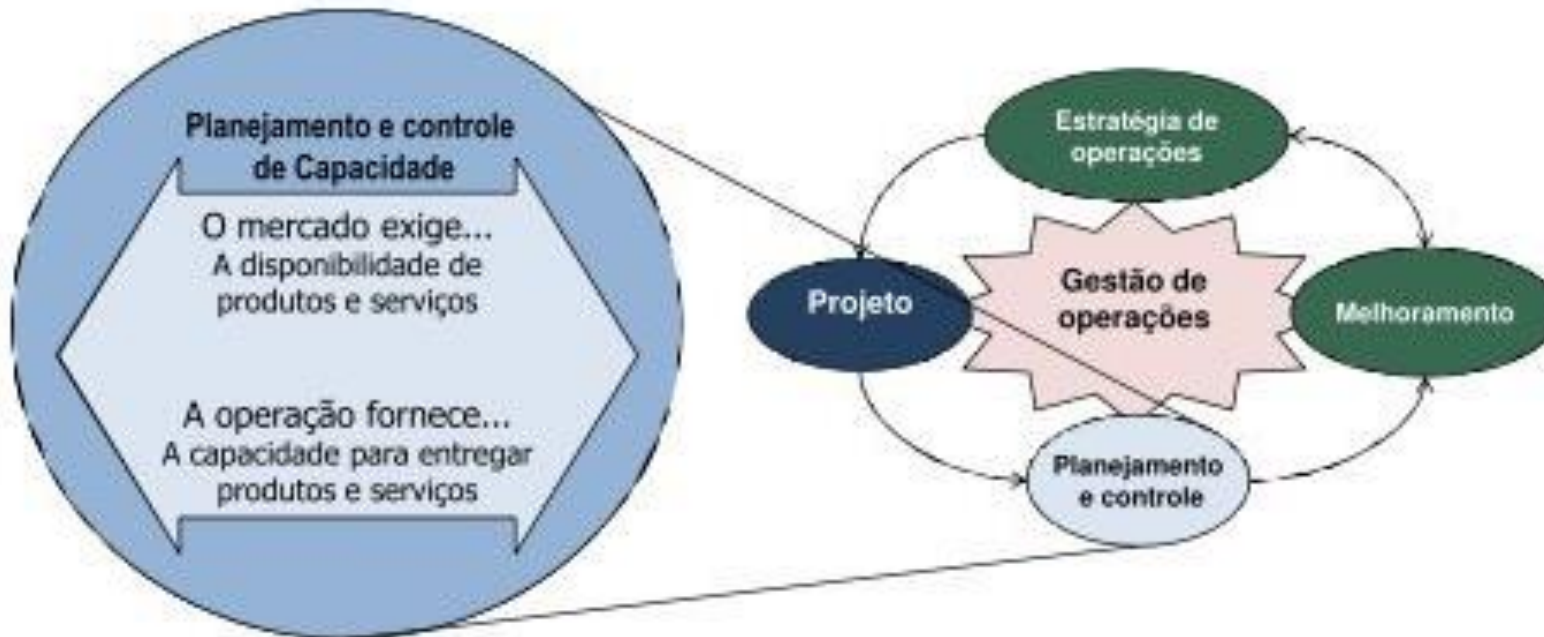 Planejamento e controle
de Capacidade
O mercado exige...
A disponibilidade de
produtos e serviços
A operação fornece...
A capacidade para entregar
produtos e serviços
Estratégia de
operações
Projeto
Gestão de
operações
Melhoramento
Planejamento
e controle